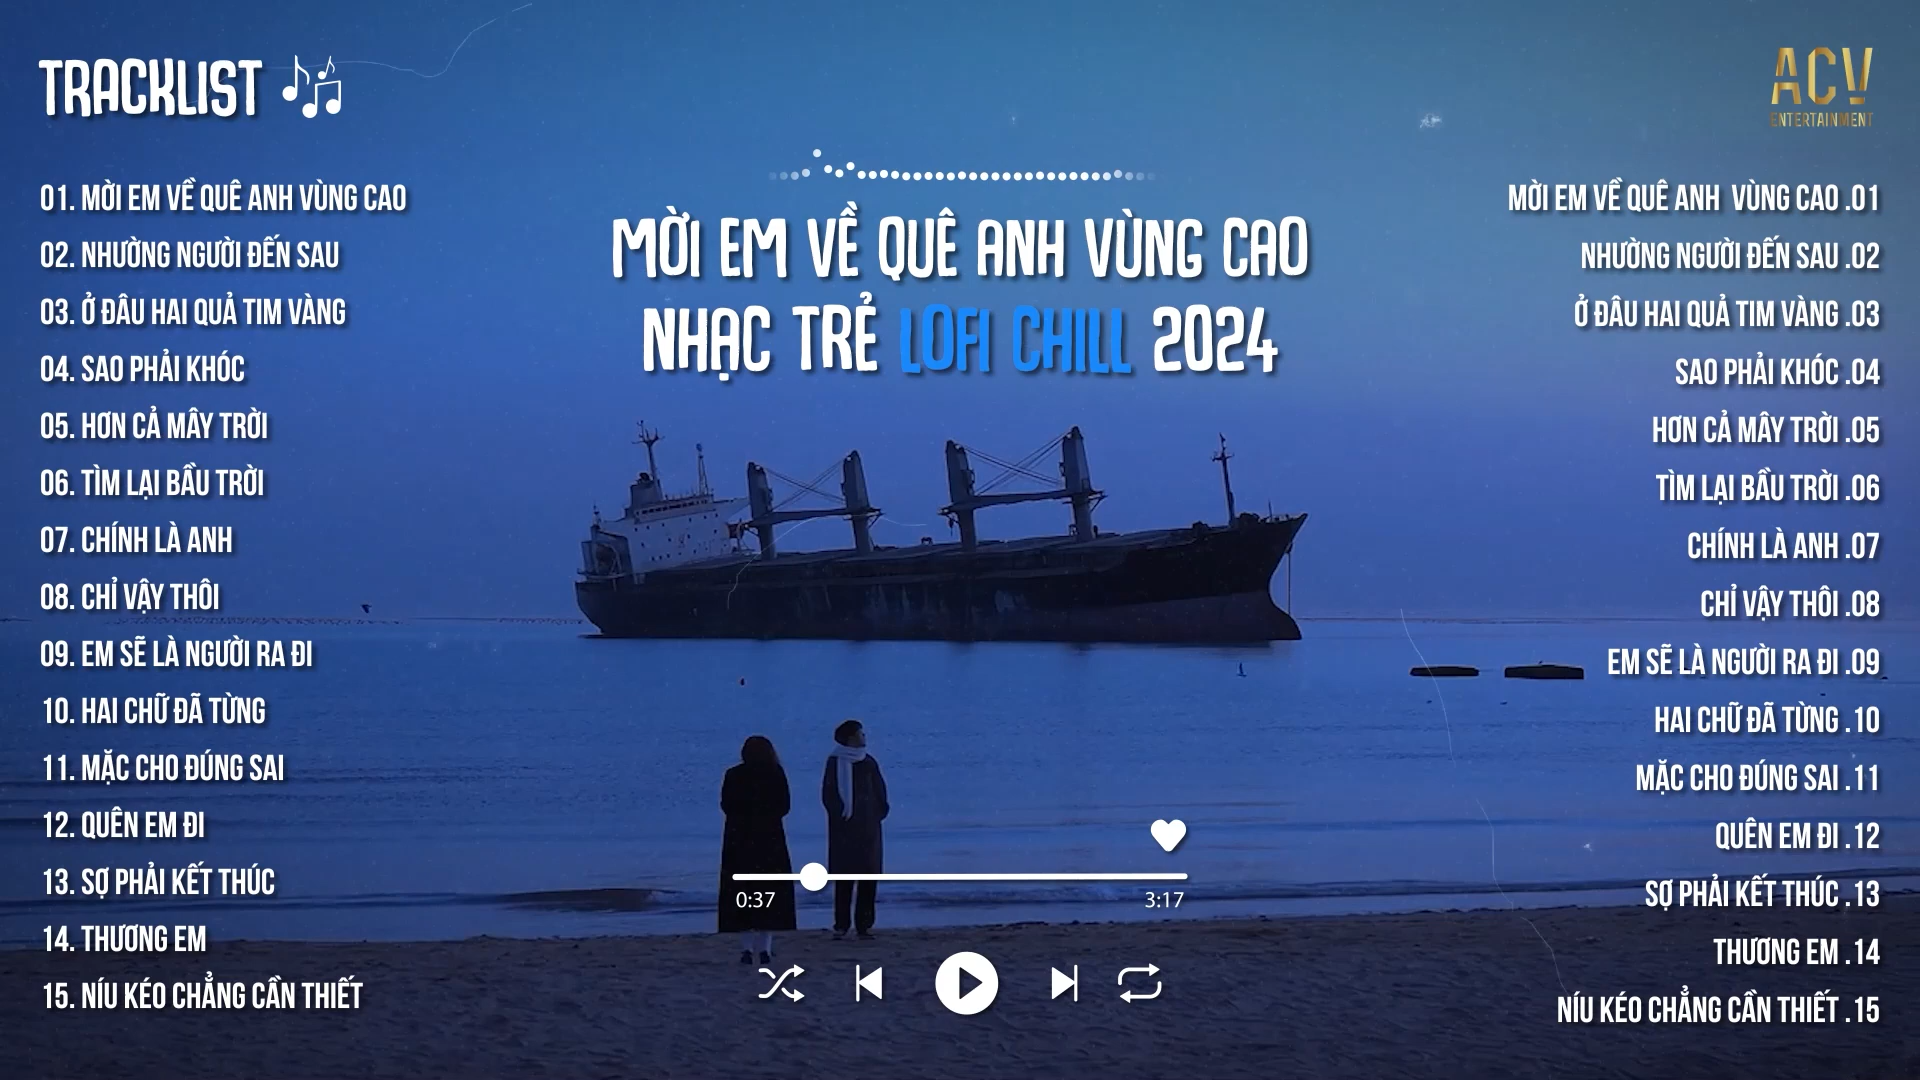 TRACKLIST
ACV
ENTERTAINMENT
MỜI EM VỀ QUÊ ANH VÙNG CAO
NHẠC TRẺ LOFI CHILL 2024
01. MỜI EM VỀ QUÊ ANH VÙNG CAO
02. NHƯỜNG NGƯỜI ĐẾN SAU
03. Ở ĐÂU HAI QUẢ TIM VÀNG
04. SAO PHẢI KHÓC
05. HƠN CẢ MÂY TRỜI
06. TÌM LẠI BẦU TRỜI
07. CHÍNH LÀ ANH
08. CHỈ VẬY THÔI
09. EM SẼ LÀ NGƯỜI RA ĐI
10. HAI CHỮ ĐÃ TỪNG
11. MẶC CHO ĐÚNG SAI
12. QUÊN EM ĐI
13. SỢ PHẢI KẾT THÚC
14. THƯƠNG EM
15. NÍU KÉO CHẲNG CẦN THIẾT
MỜI EM VỀ QUÊ ANH VÙNG CAO .01
NHƯỜNG NGƯỜI ĐẾN SAU .02
Ở ĐÂU HAI QUẢ TIM VÀNG .03
SAO PHẢI KHÓC .04
HƠN CẢ MÂY TRỜI .05
TÌM LẠI BẦU TRỜI .06
CHÍNH LÀ ANH .07
CHỈ VẬY THÔI .08
EM SẼ LÀ NGƯỜI RA ĐI .09
HAI CHỮ ĐÃ TỪNG .10
MẶC CHO ĐÚNG SAI .11
QUÊN EM ĐI .12
SỢ PHẢI KẾT THÚC .13
THƯƠNG EM .14
NÍU KÉO CHẲNG CẦN THIẾT .15
0:37
3:17